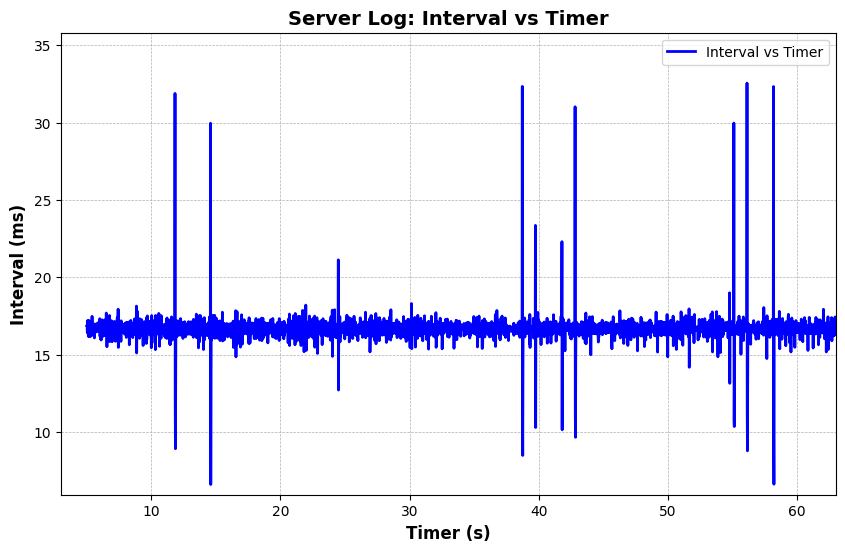 Server Log: Interval vs Timer
Interval vs Timer
35
30
25
20
15
10
Interval (ms)
10 20 30 40 50 60
Timer (s)